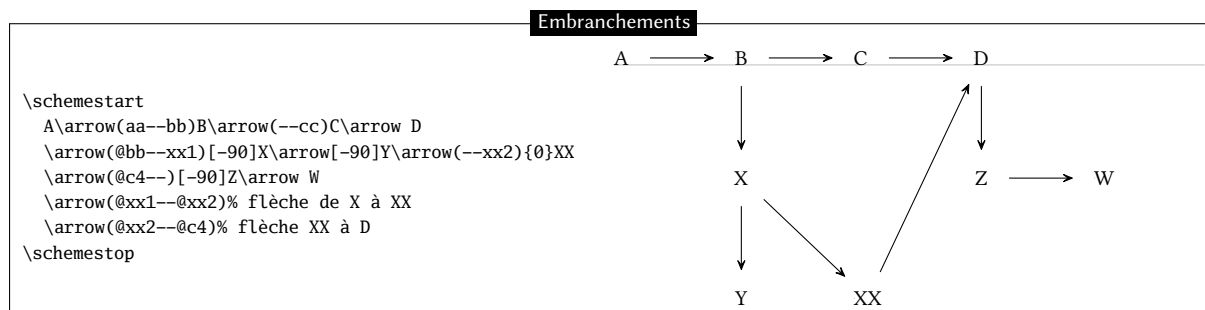 Embranchements
\schemestart
A\arrow(aa--bb)B\arrow(--cc)C\arrow D
\arrow(@bb--xx1)[-90]X\arrow[-90]Y\arrow(--xx2){0}XX
\arrow(@c4--)[-90]Z\arrow W
\arrow(@xx1--@xx2)% flèche de X à XX
\arrow(@xx2--@c4)% flèche XX à D
\schemestop
A B C D
X Z W
Y XX